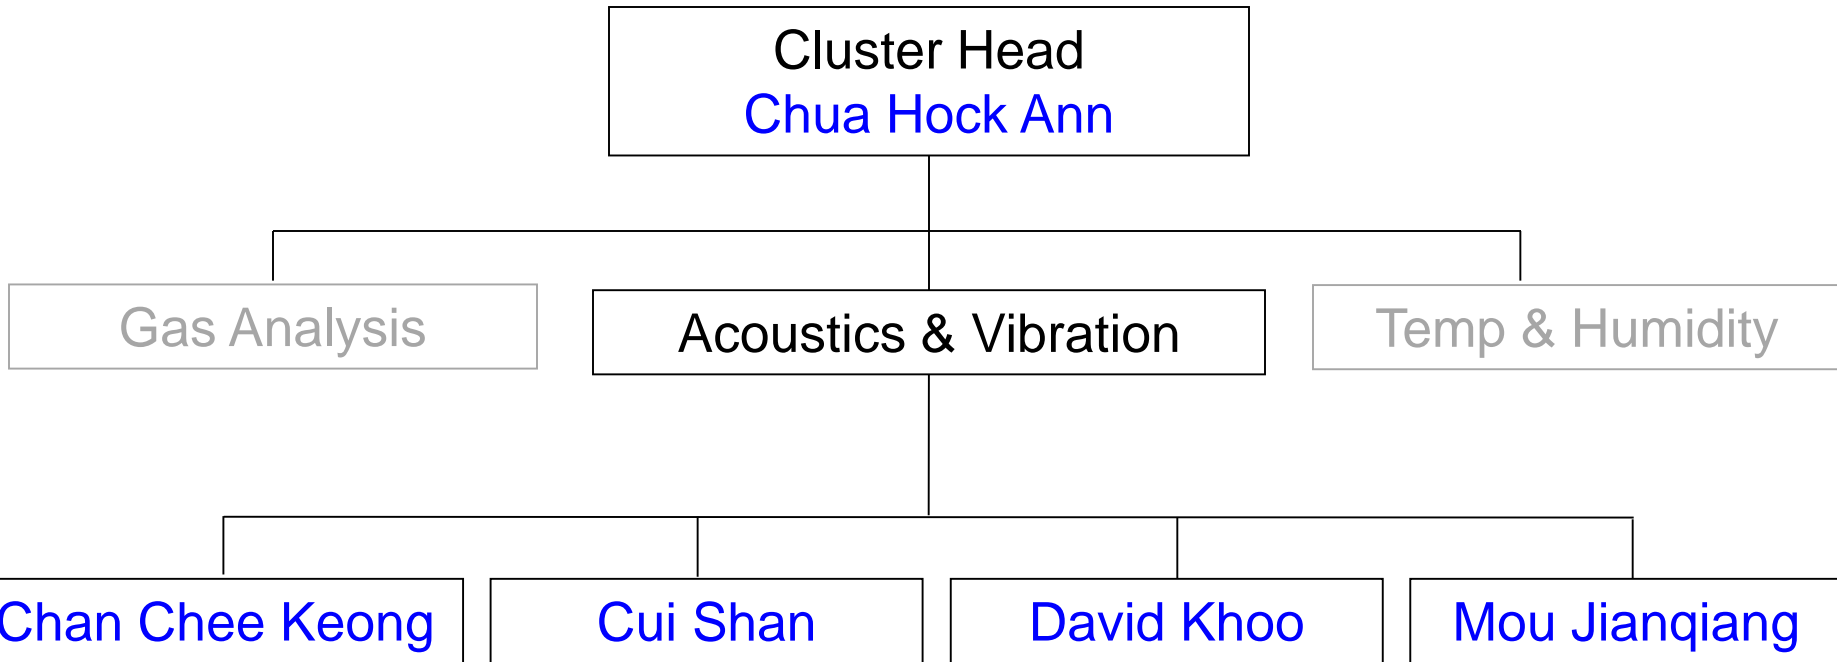 Cluster Head
Chua Hock Ann
Gas Analysis
Acoustics & Vibration
Temp & Humidity
Chan Chee Keong
Cui Shan
David Khoo
Mou Jianqiang